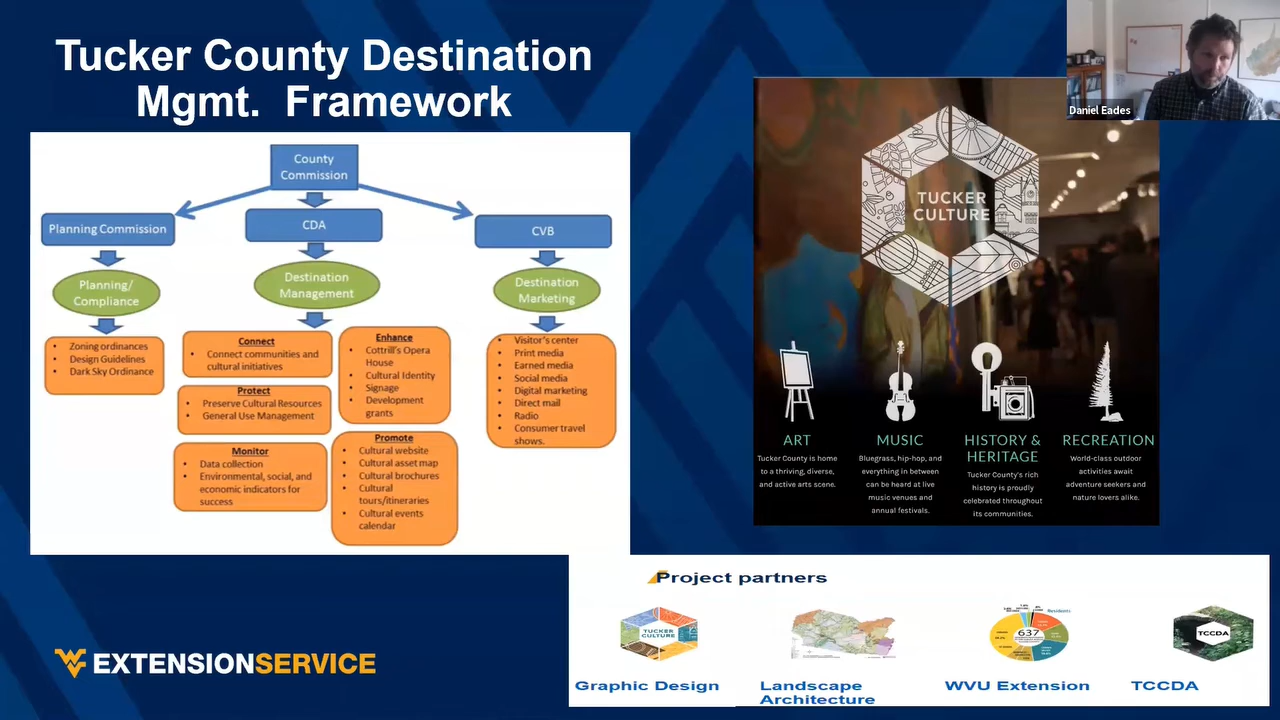 Tucker County Destination
Mgmt. Framework
Daniel Eades
County
Commission
Planning Commission
CDA
CVB
Planning/
Compliance
Destination
Management
Destination
Marketing
• Zoning ordinances
• Design Guidelines
• Dark Sky Ordinance
Connect
• Connect communities and
cultural initiatives
Protect
• Preserve Cultural Resources
• General Use Management
Monitor
• Data collection
• Environmental, social, and
economic indicators for
success
Enhance
• Cottrill's Opera
House
• Cultural Identity
• Signage
• Development
grants
Promote
• Cultural website
• Cultural asset map
• Cultural brochures
• Cultural
tours/itineraries
• Cultural events
calendar
• Visitor's center
• Print media
• Earned media
• Social media
• Digital marketing
• Direct mail
• Radio
• Consumer travel
shows.
TUCKER
CULTURE
ART
Tucker County is home
to a thriving, diverse,
and active arts scene.
MUSIC
Bluegrass, hip-hop, and
everything in between
can be heard at live
music venues and
annual festivals.
HISTORY &
HERITAGE
Tucker County's rich
history is proudly
celebrated throughout
its communities.
RECREATION
World-class outdoor
activities await
adventure seekers and
nature lovers alike.
Project partners
TUCKER
CULTURE
637
TCCDA
Graphic Design
Landscape
Architecture
WVU Extension
TCCDA
EXTENSIONSERVICE